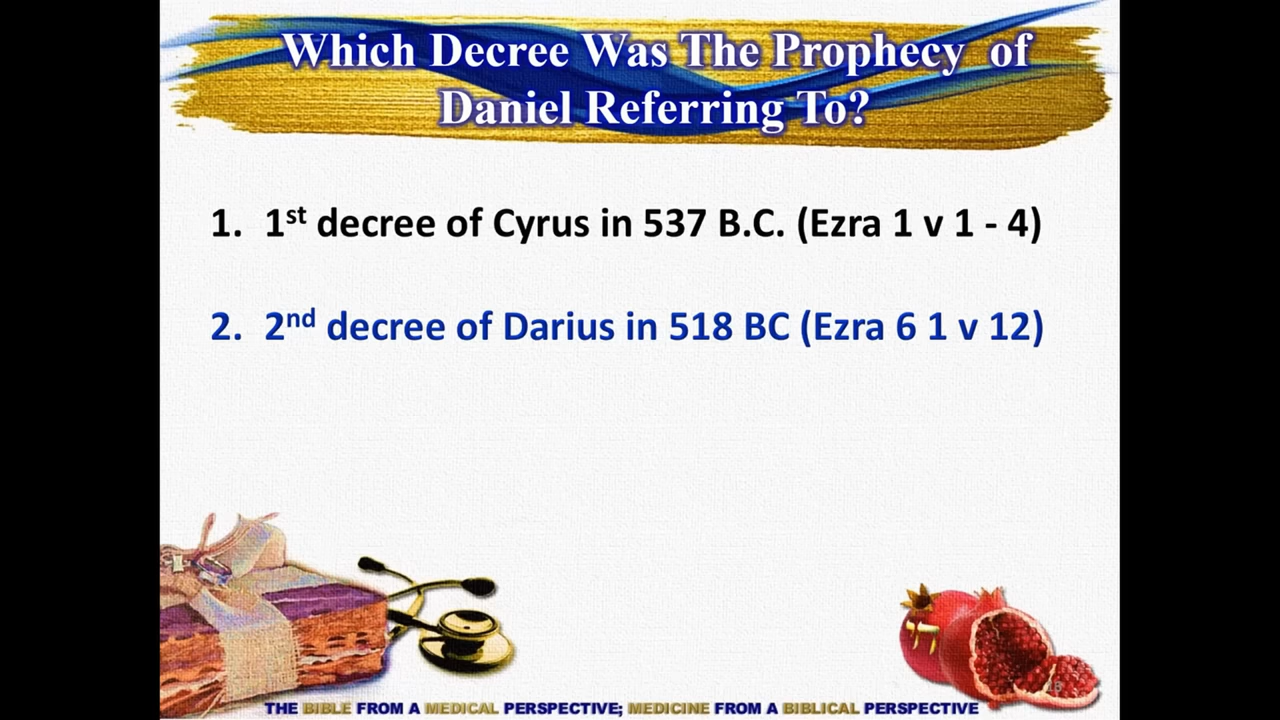 Which Decree Was The Prophecy of
Daniel Referring To?
1. 1st decree of Cyrus in 537 B.C. (Ezra 1 v 1 - 4)
2. 2nd decree of Darius in 518 BC (Ezra 6 1 v 12)
THE BIBLE FROM A MEDICAL PERSPECTIVE; MEDICINE FROM A BIBLICAL PERSPECTIVE